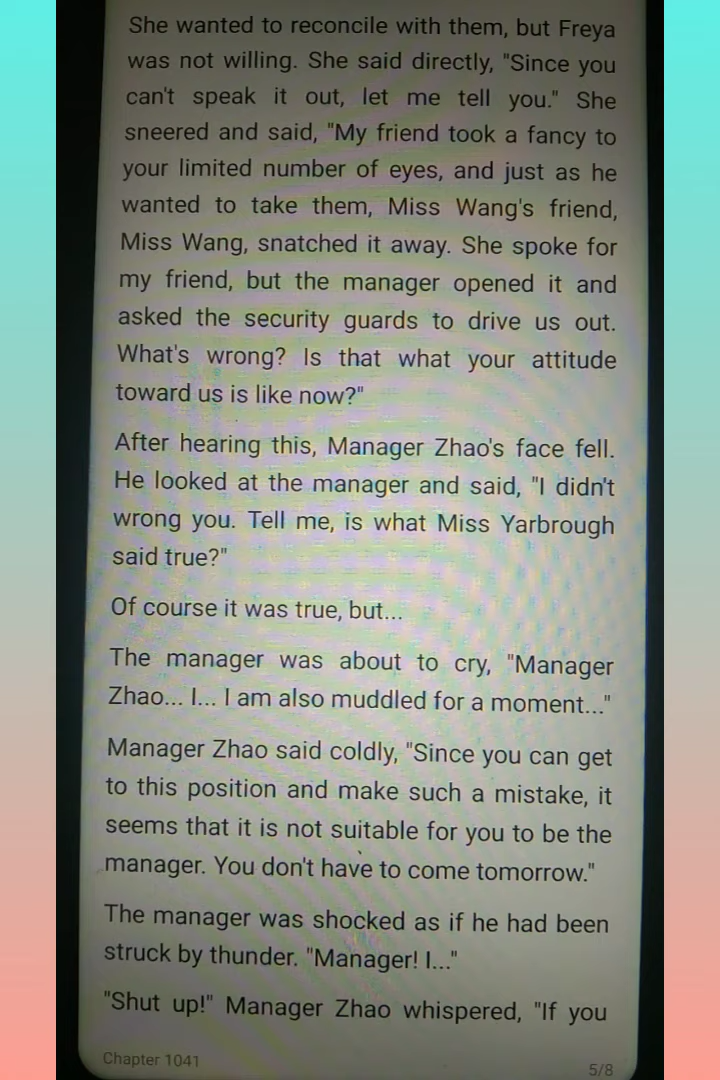 She wanted to reconcile with them, but Freya
was not willing. She said directly, "Since you
can't speak it out, let me tell you." She
sneered and said, "My friend took a fancy to
your limited number of eyes, and just as he
wanted to take them, Miss Wang's friend,
Miss Wang, snatched it away. She spoke for
my friend, but the manager opened it and
asked the security guards to drive us out.
What's wrong? Is that what your attitude
toward us is like now?"
After hearing this, Manager Zhao's face fell.
He looked at the manager and said, "I didn't
wrong you. Tell me, is what Miss Yarbrough
said true?"
Of course it was true, but...
The manager was about to cry, "Manager
Zhao... I... I am also muddled for a moment..."
Manager Zhao said coldly, "Since you can get
to this position and make such a mistake, it
seems that it is not suitable for you to be the
manager. You don't have to come tomorrow."
The manager was shocked as if he had been
struck by thunder. "Manager! I..."
"Shut up!" Manager Zhao whispered, "If you
Chapter 1041
5/8